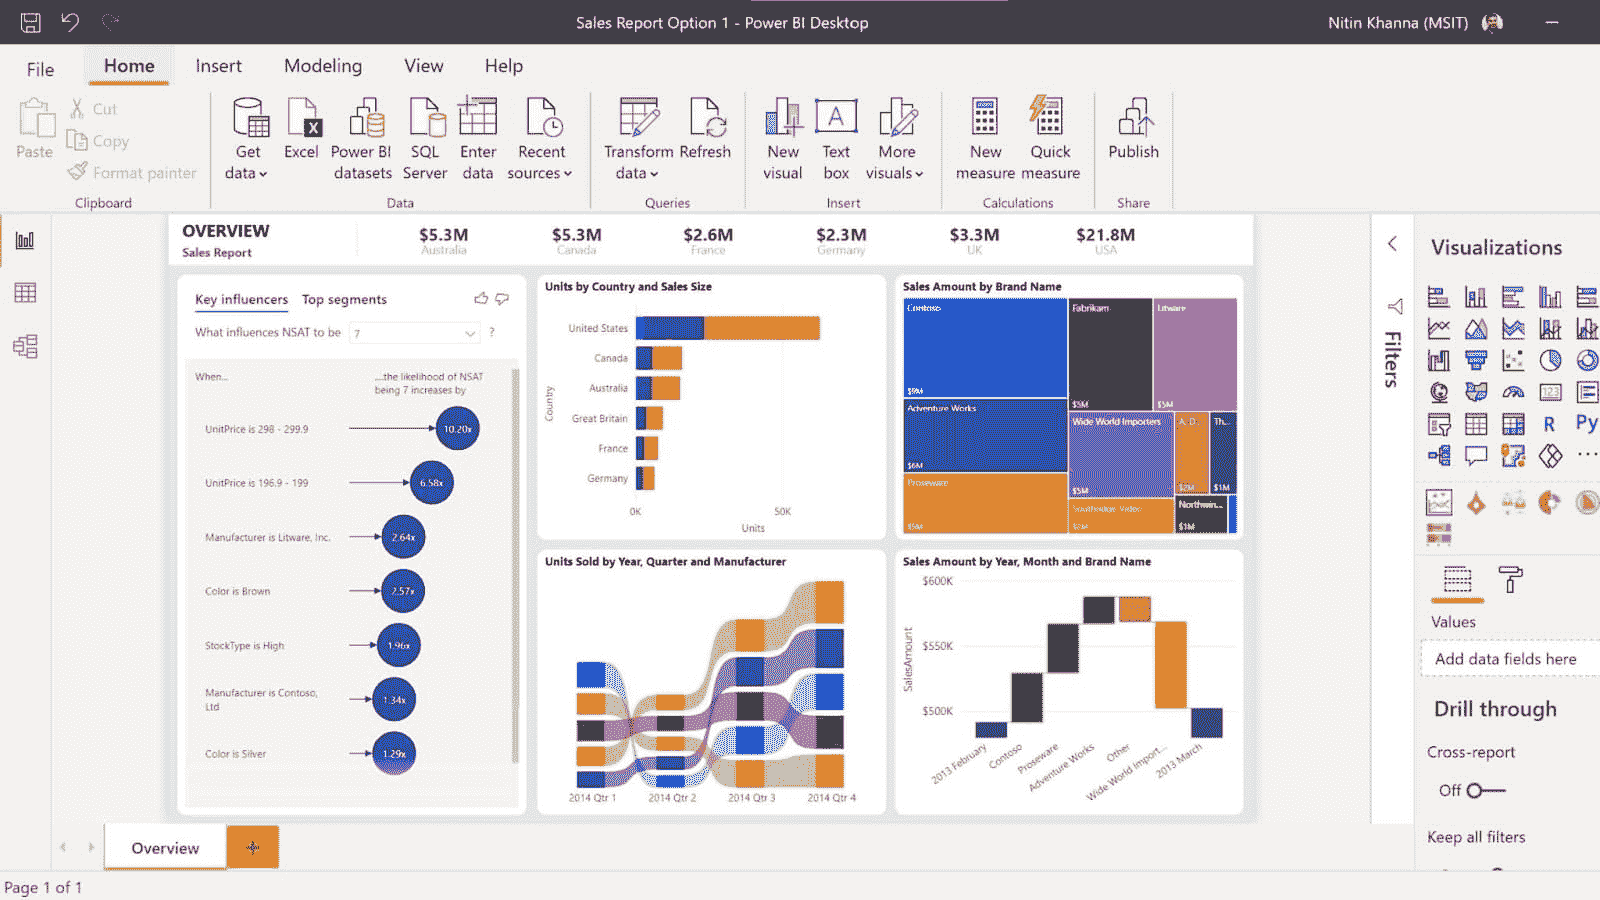 Sales Report Option 1 - Power BI Desktop
Nitin Khanna (MSIT)
File
Home
Insert
Modeling
View
Help
Paste
Cut
Copy
Format painter
Clipboard
Get data
Excel
Power BI datasets
SQL Server
Enter data
Recent sources
Data
Transform data
Refresh
Queries
New visual
Text box
More visuals
Insert
New measure
Quick measure
Calculations
Publish
Share
OVERVIEW
Sales Report
$5.3M
Australia
$5.3M
Canada
$2.6M
France
$2.3M
Germany
$3.3M
UK
$21.8M
USA
Key influencers
Top segments
What influences NSAT to be
7
?
When...
....the likelihood of NSAT
being 7 increases by
UnitPrice is 298 - 299.9
10.20x
UnitPrice is 196.9 - 199
6.58x
Manufacturer is Litware, Inc.
2.64x
Color is Brown
2.57x
StockType is High
1.96x
Manufacturer is Contoso,
Ltd
1.34x
Color is Silver
1.29x
Units by Country and Sales Size
Country
United States
Canada
Australia
Great Britain
France
Germany
0K
50K
Units
Sales Amount by Brand Name
Contoso
$9M
Fabrikam
$5M
Litware
$5M
Adventure Works
$6M
Wide World Importers
$5M
A. D...
$2M
Th...
$1M
Proseware
$5M
Southridge Video
$2M
Northwin...
$1M
Units Sold by Year, Quarter and Manufacturer
2014 Qtr 1
2014 Qtr 2
2014 Qtr 3
2014 Qtr 4
Sales Amount by Year, Month and Brand Name
SalesAmount
$600K
$550K
$500K
2013 February
Contoso
Proseware
Adventure Works
Other
Wide World Import...
2013 March
Filters
Visualizations
123
R
Py
...
Values
Add data fields here
Drill through
Cross-report
Off
Keep all filters
Overview
+
Page 1 of 1